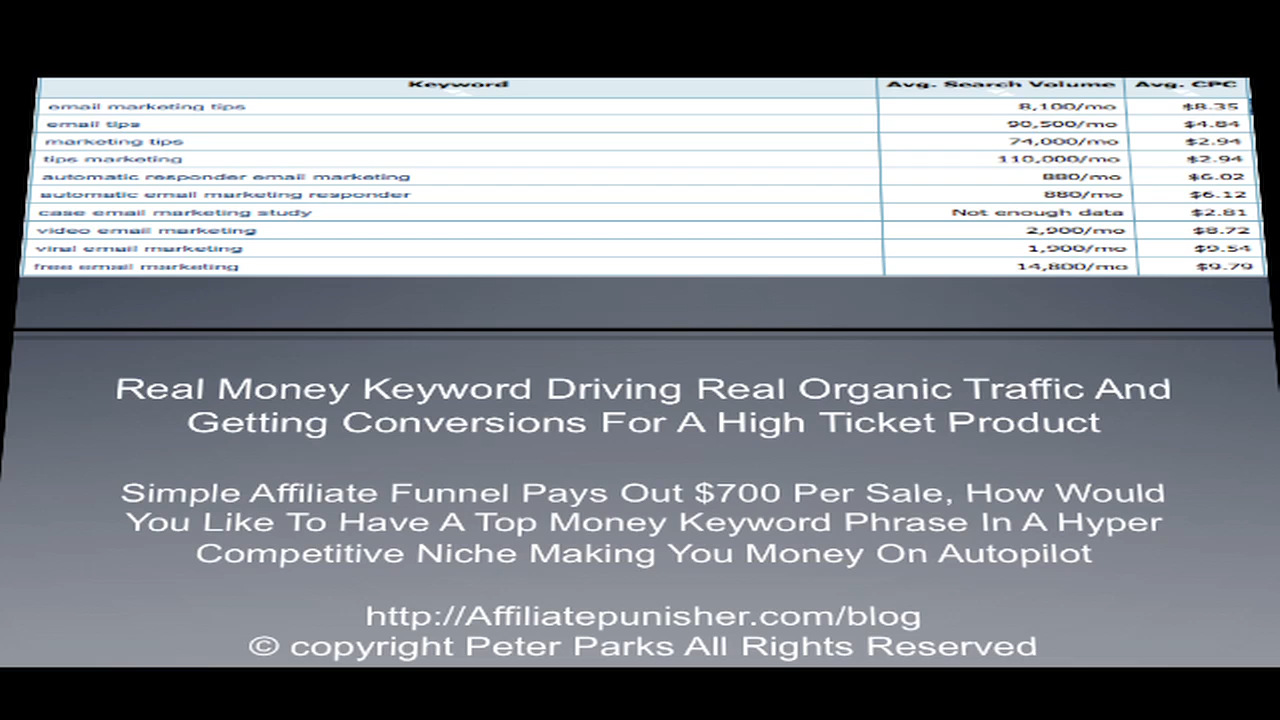 Keyword Avg. Search Volume Avg. CPC
email marketing tips 8,100/mo $8.35
email tips 90,500/mo $4.84
marketing tips 74,000/mo $2.94
tips marketing 110,000/mo $2.94
automatic responder email marketing 880/mo $6.02
automatic email marketing responder 880/mo $6.12
case email marketing study Not enough data $2.81
video email marketing 2,900/mo $8.72
viral email marketing 1,900/mo $9.54
free email marketing 14,800/mo $9.79
Real Money Keyword Driving Real Organic Traffic And
Getting Conversions For A High Ticket Product
Simple Affiliate Funnel Pays Out $700 Per Sale, How Would
You Like To Have A Top Money Keyword Phrase In A Hyper
Competitive Niche Making You Money On Autopilot
http://Affiliatepunisher.com/blog
© copyright Peter Parks All Rights Reserved